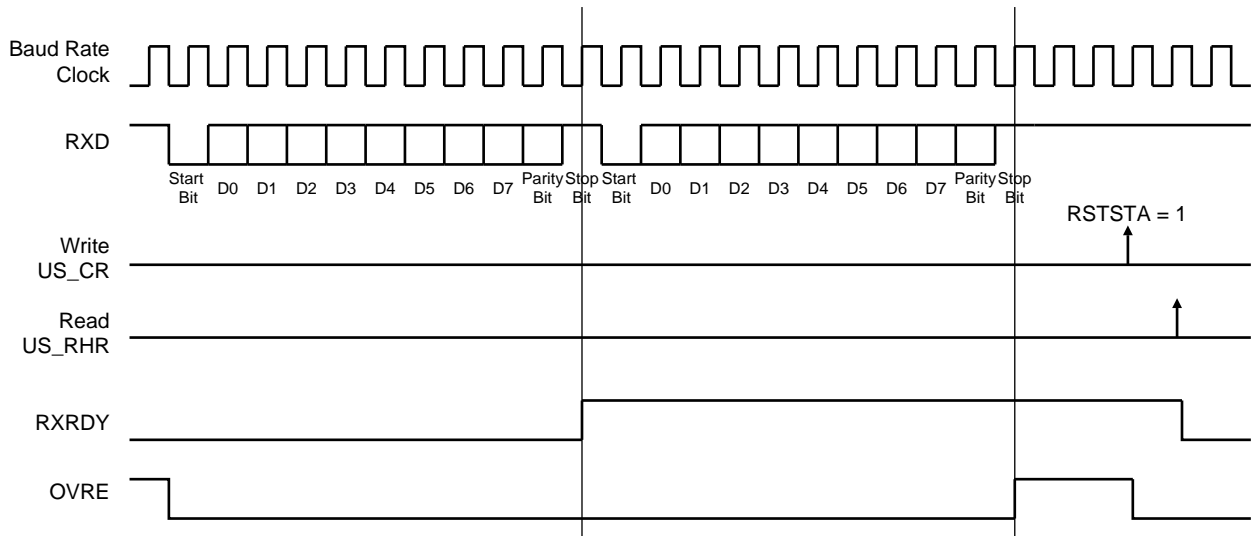 Baud Rate
Clock
RXD
Start
Bit
D0
D1
D2
D3
D4
D5
D6
D7
Parity
Bit
Stop
Bit
Start
Bit
D0
D1
D2
D3
D4
D5
D6
D7
Parity
Bit
Stop
Bit
RSTSTA = 1
Write
US_CR
Read
US_RHR
RXRDY
OVRE